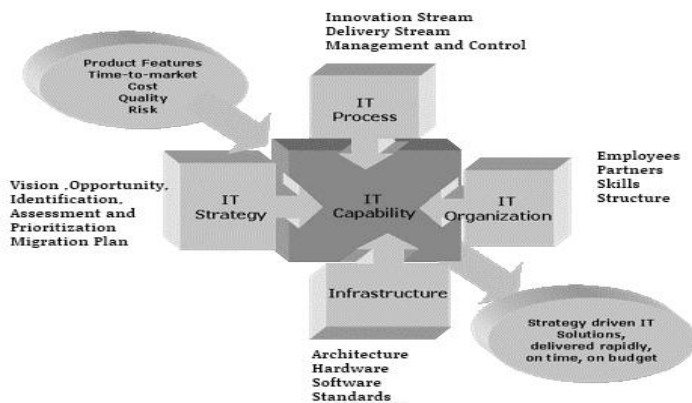 Innovation Stream
Delivery Stream
Management and Control
Product Features
Time-to-market
Cost
Quality
Risk
IT
Process
Vision ,Opportunity,
Identification,
Assessment and
Prioritization
Migration Plan
IT
Strategy
IT
Capability
IT
Organization
Employees
Partners
Skills
Structure
Infrastructure
Architecture
Hardware
Software
Standards
Strategy driven IT
Solutions,
delivered rapidly,
on time, on budget